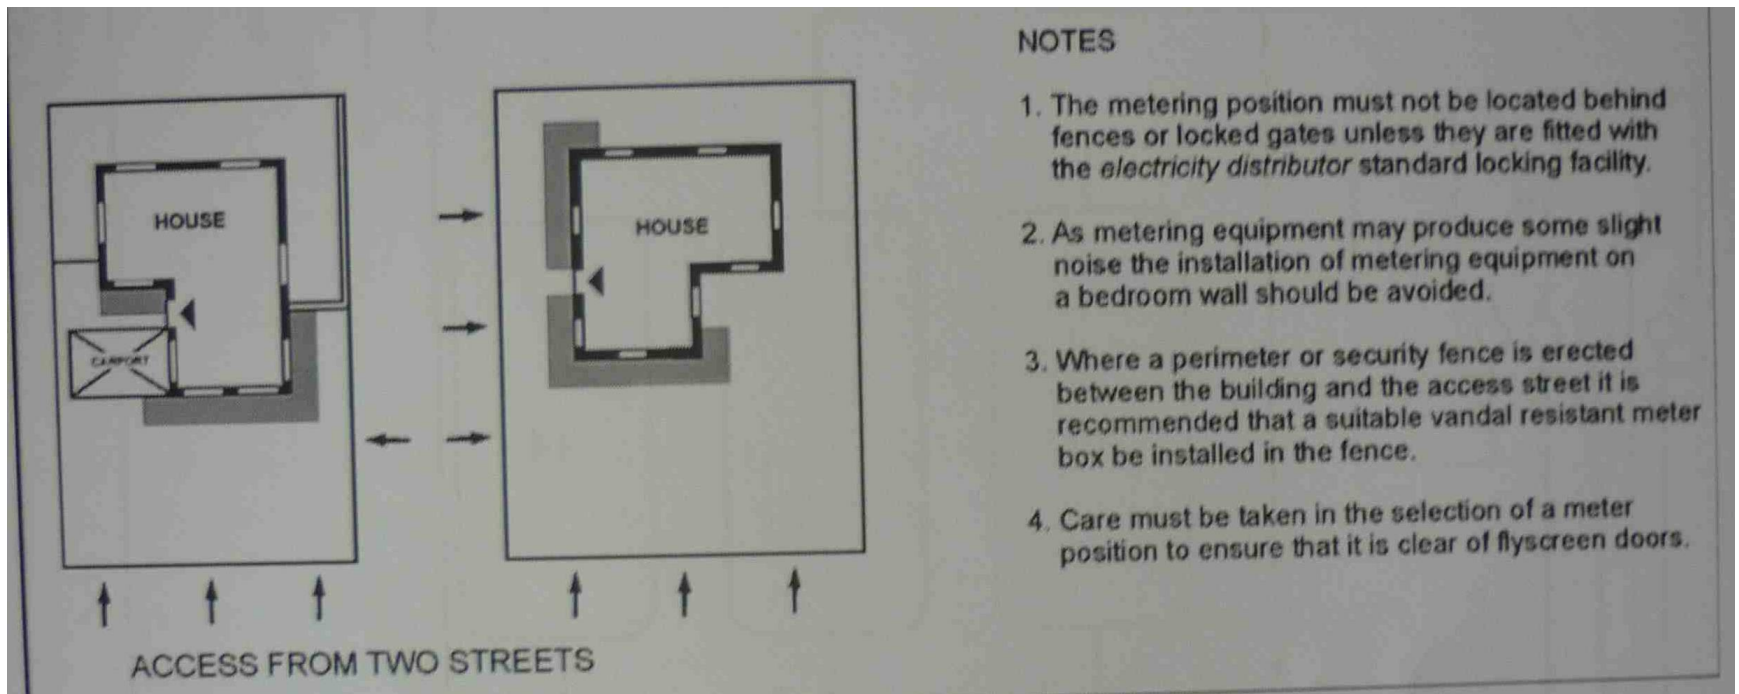 HOUSE
CARPORT
HOUSE
ACCESS FROM TWO STREETS
NOTES
1. The metering position must not be located behind
fences or locked gates unless they are fitted with
the electricity distributor standard locking facility.
2. As metering equipment may produce some slight
noise the installation of metering equipment on
a bedroom wall should be avoided.
3. Where a perimeter or security fence is erected
between the building and the access street it is
recommended that a suitable vandal resistant meter
box be installed in the fence.
4. Care must be taken in the selection of a meter
position to ensure that it is clear of flyscreen doors.